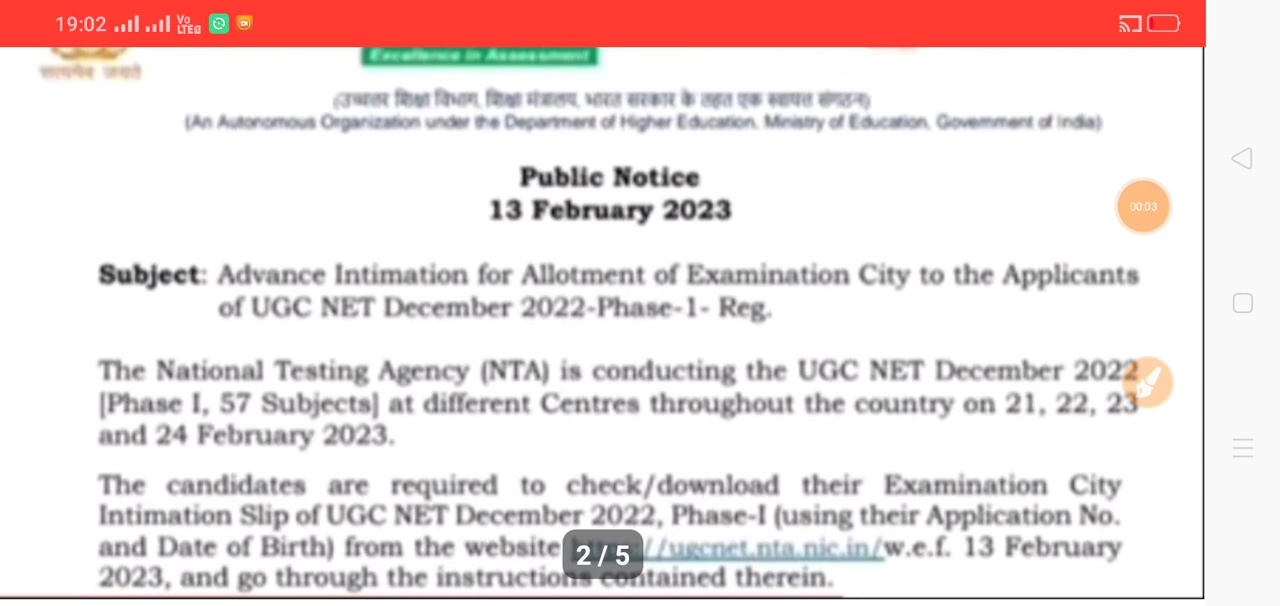 19:02
Vo
LTE
सत्यमेव जयते
Excellence in Assessment
(उच्चतर शिक्षा विभाग, शिक्षा मंत्रालय, भारत सरकार के तहत एक स्वायत्त संगठन)
(An Autonomous Organization under the Department of Higher Education, Ministry of Education, Government of India)
Public Notice
13 February 2023
00:03
Subject: Advance Intimation for Allotment of Examination City to the Applicants
of UGC NET December 2022-Phase-1- Reg.
The National Testing Agency (NTA) is conducting the UGC NET December 2022
[Phase I, 57 Subjects] at different Centres throughout the country on 21, 22, 23
and 24 February 2023.
The candidates are required to check/download their Examination City
Intimation Slip of UGC NET December 2022, Phase-I (using their Application No.
and Date of Birth) from the website //ugcnet.nta.nic.in/w.e.f. 13 February
2 / 5
2023, and go through the instructions contained therein.